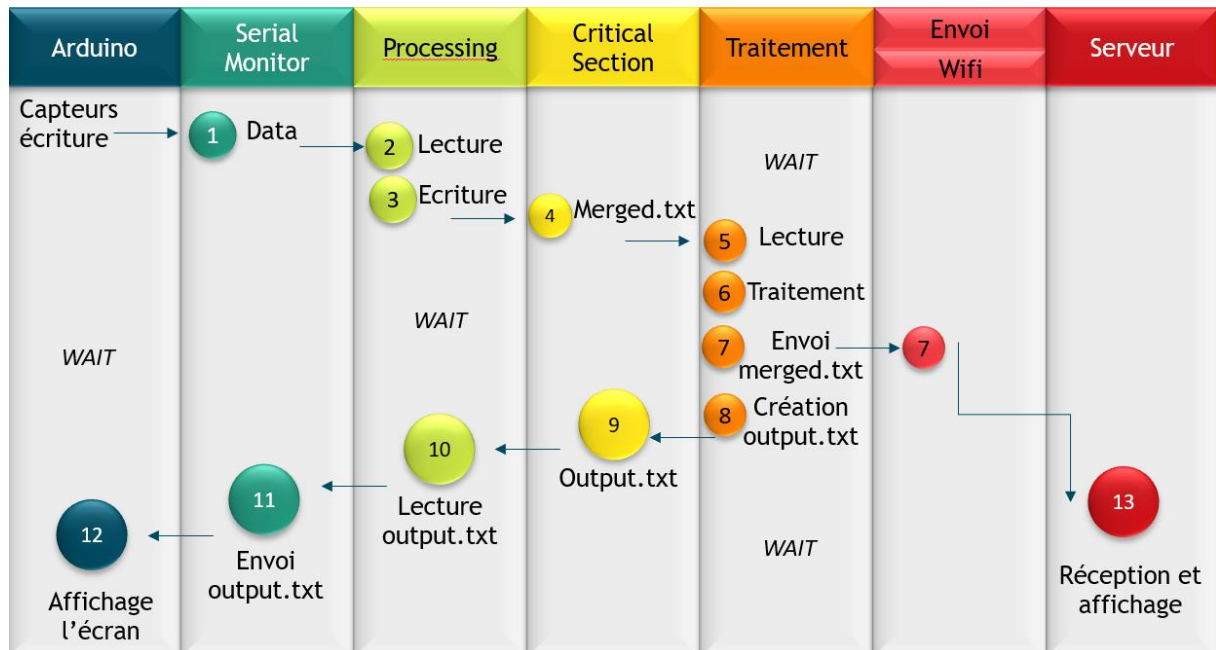 Arduino
Serial
Monitor
Processing
Critical
Section
Traitement
Envoi
Wifi
Serveur
Capteurs
écriture
1 Data
2 Lecture
3 Ecriture
WAIT
4 Merged.txt
5 Lecture
6 Traitement
WAIT
WAIT
7 Envoi
merged.txt
7
8 Création
output.txt
9
Output.txt
10
Lecture
output.txt
11
Envoi
output.txt
12
Affichage
l'écran
WAIT
13
Réception et
affichage